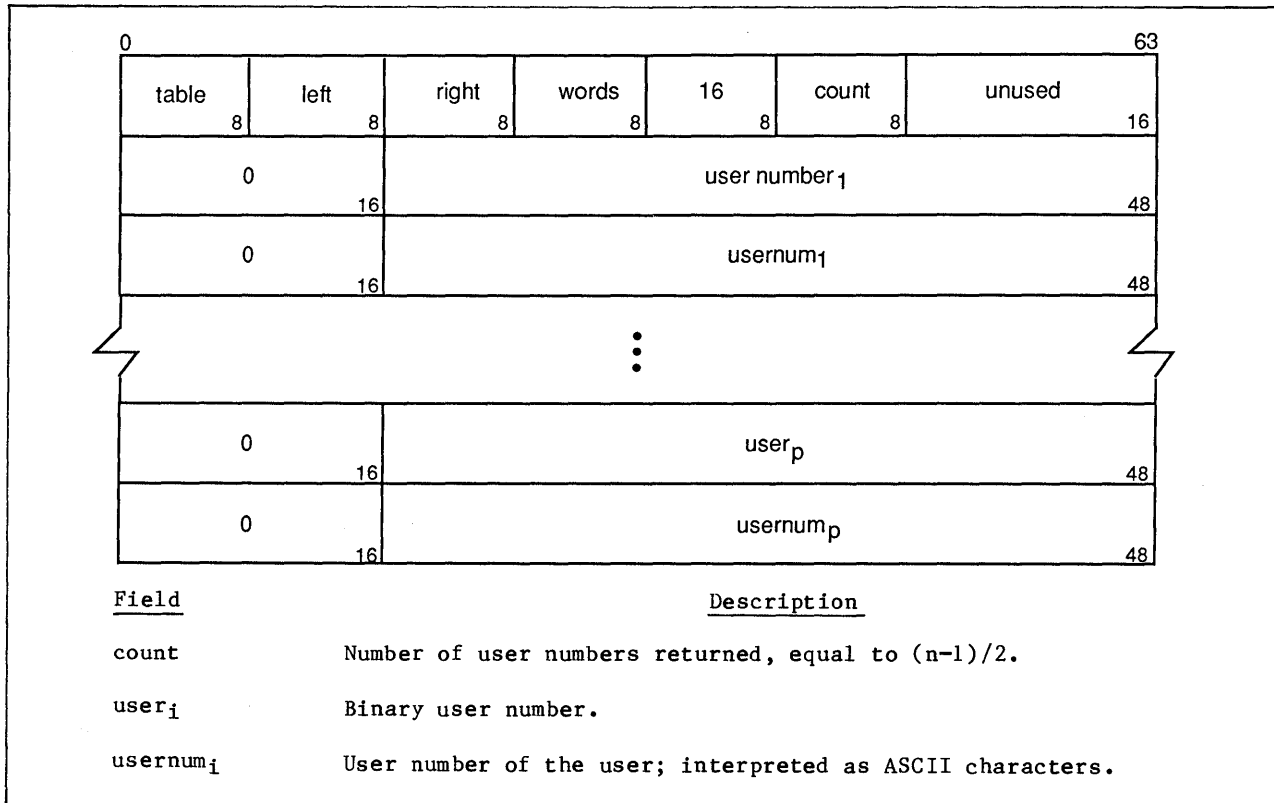 0 63
table 8 left 8 right 8 words 8 16 8 count 8 unused 16
0 16 user number1 48
0 16 usernum1 48
0 16 userp 48
0 16 usernump 48
Field Description
count Number of user numbers returned, equal to (n-1)/2.
useri Binary user number.
usernumi User number of the user; interpreted as ASCII characters.